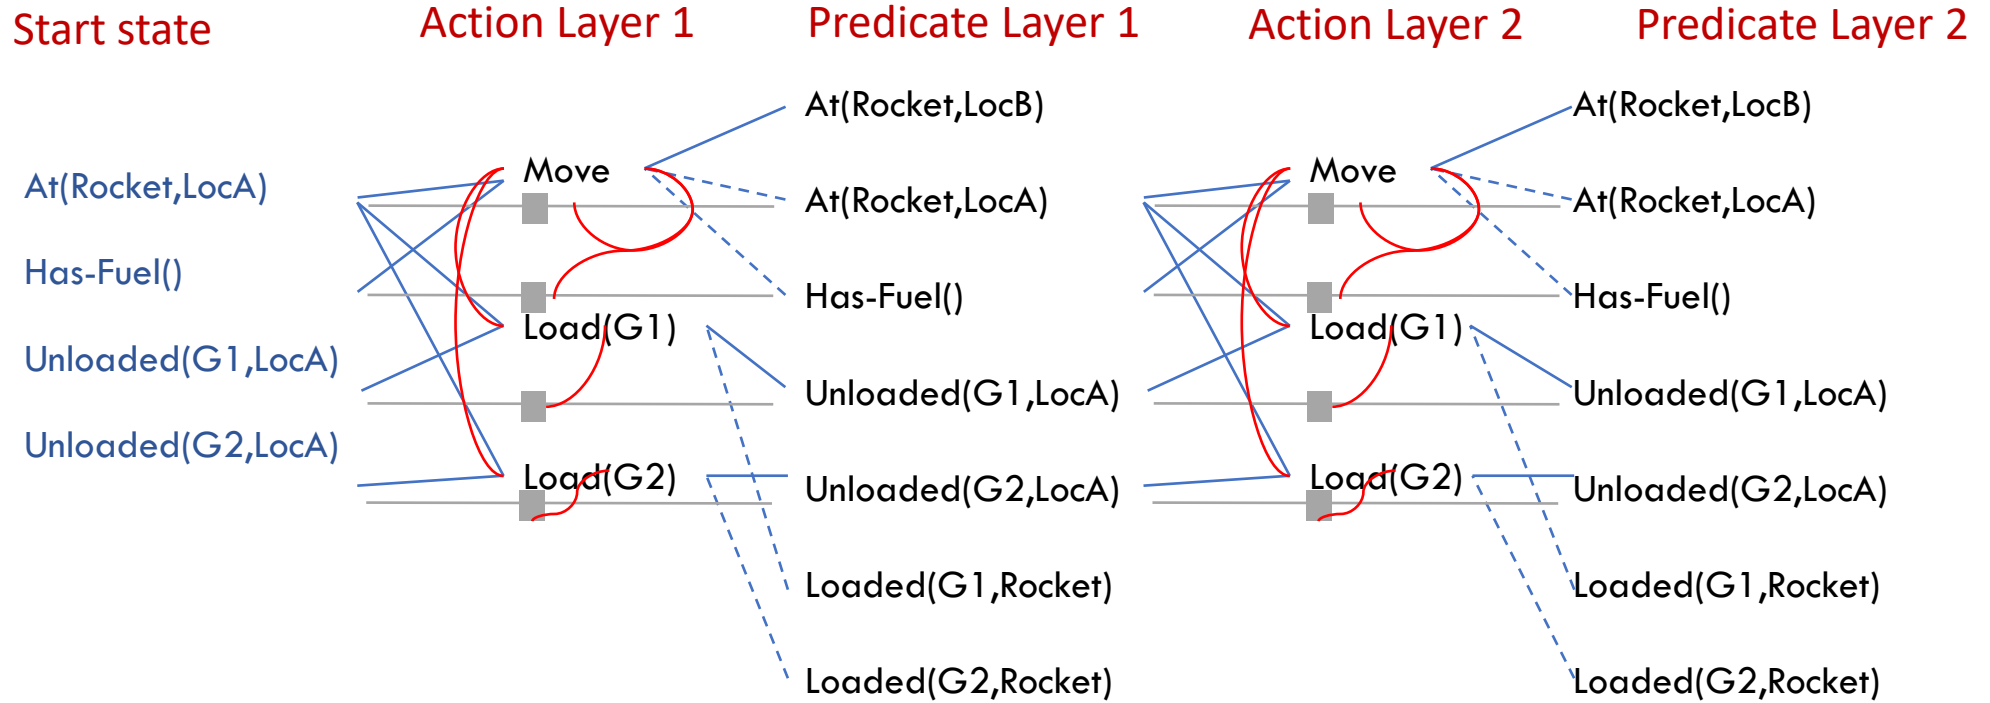 Start state
Action Layer 1
Predicate Layer 1
Action Layer 2
Predicate Layer 2
At(Rocket,LocA)
Has-Fuel()
Unloaded(G1,LocA)
Unloaded(G2,LocA)
Move
Load(G1)
Load(G2)
At(Rocket,LocB)
At(Rocket,LocA)
Has-Fuel()
Unloaded(G1,LocA)
Unloaded(G2,LocA)
Loaded(G1,Rocket)
Loaded(G2,Rocket)
Move
Load(G1)
Load(G2)
At(Rocket,LocB)
At(Rocket,LocA)
Has-Fuel()
Unloaded(G1,LocA)
Unloaded(G2,LocA)
Loaded(G1,Rocket)
Loaded(G2,Rocket)